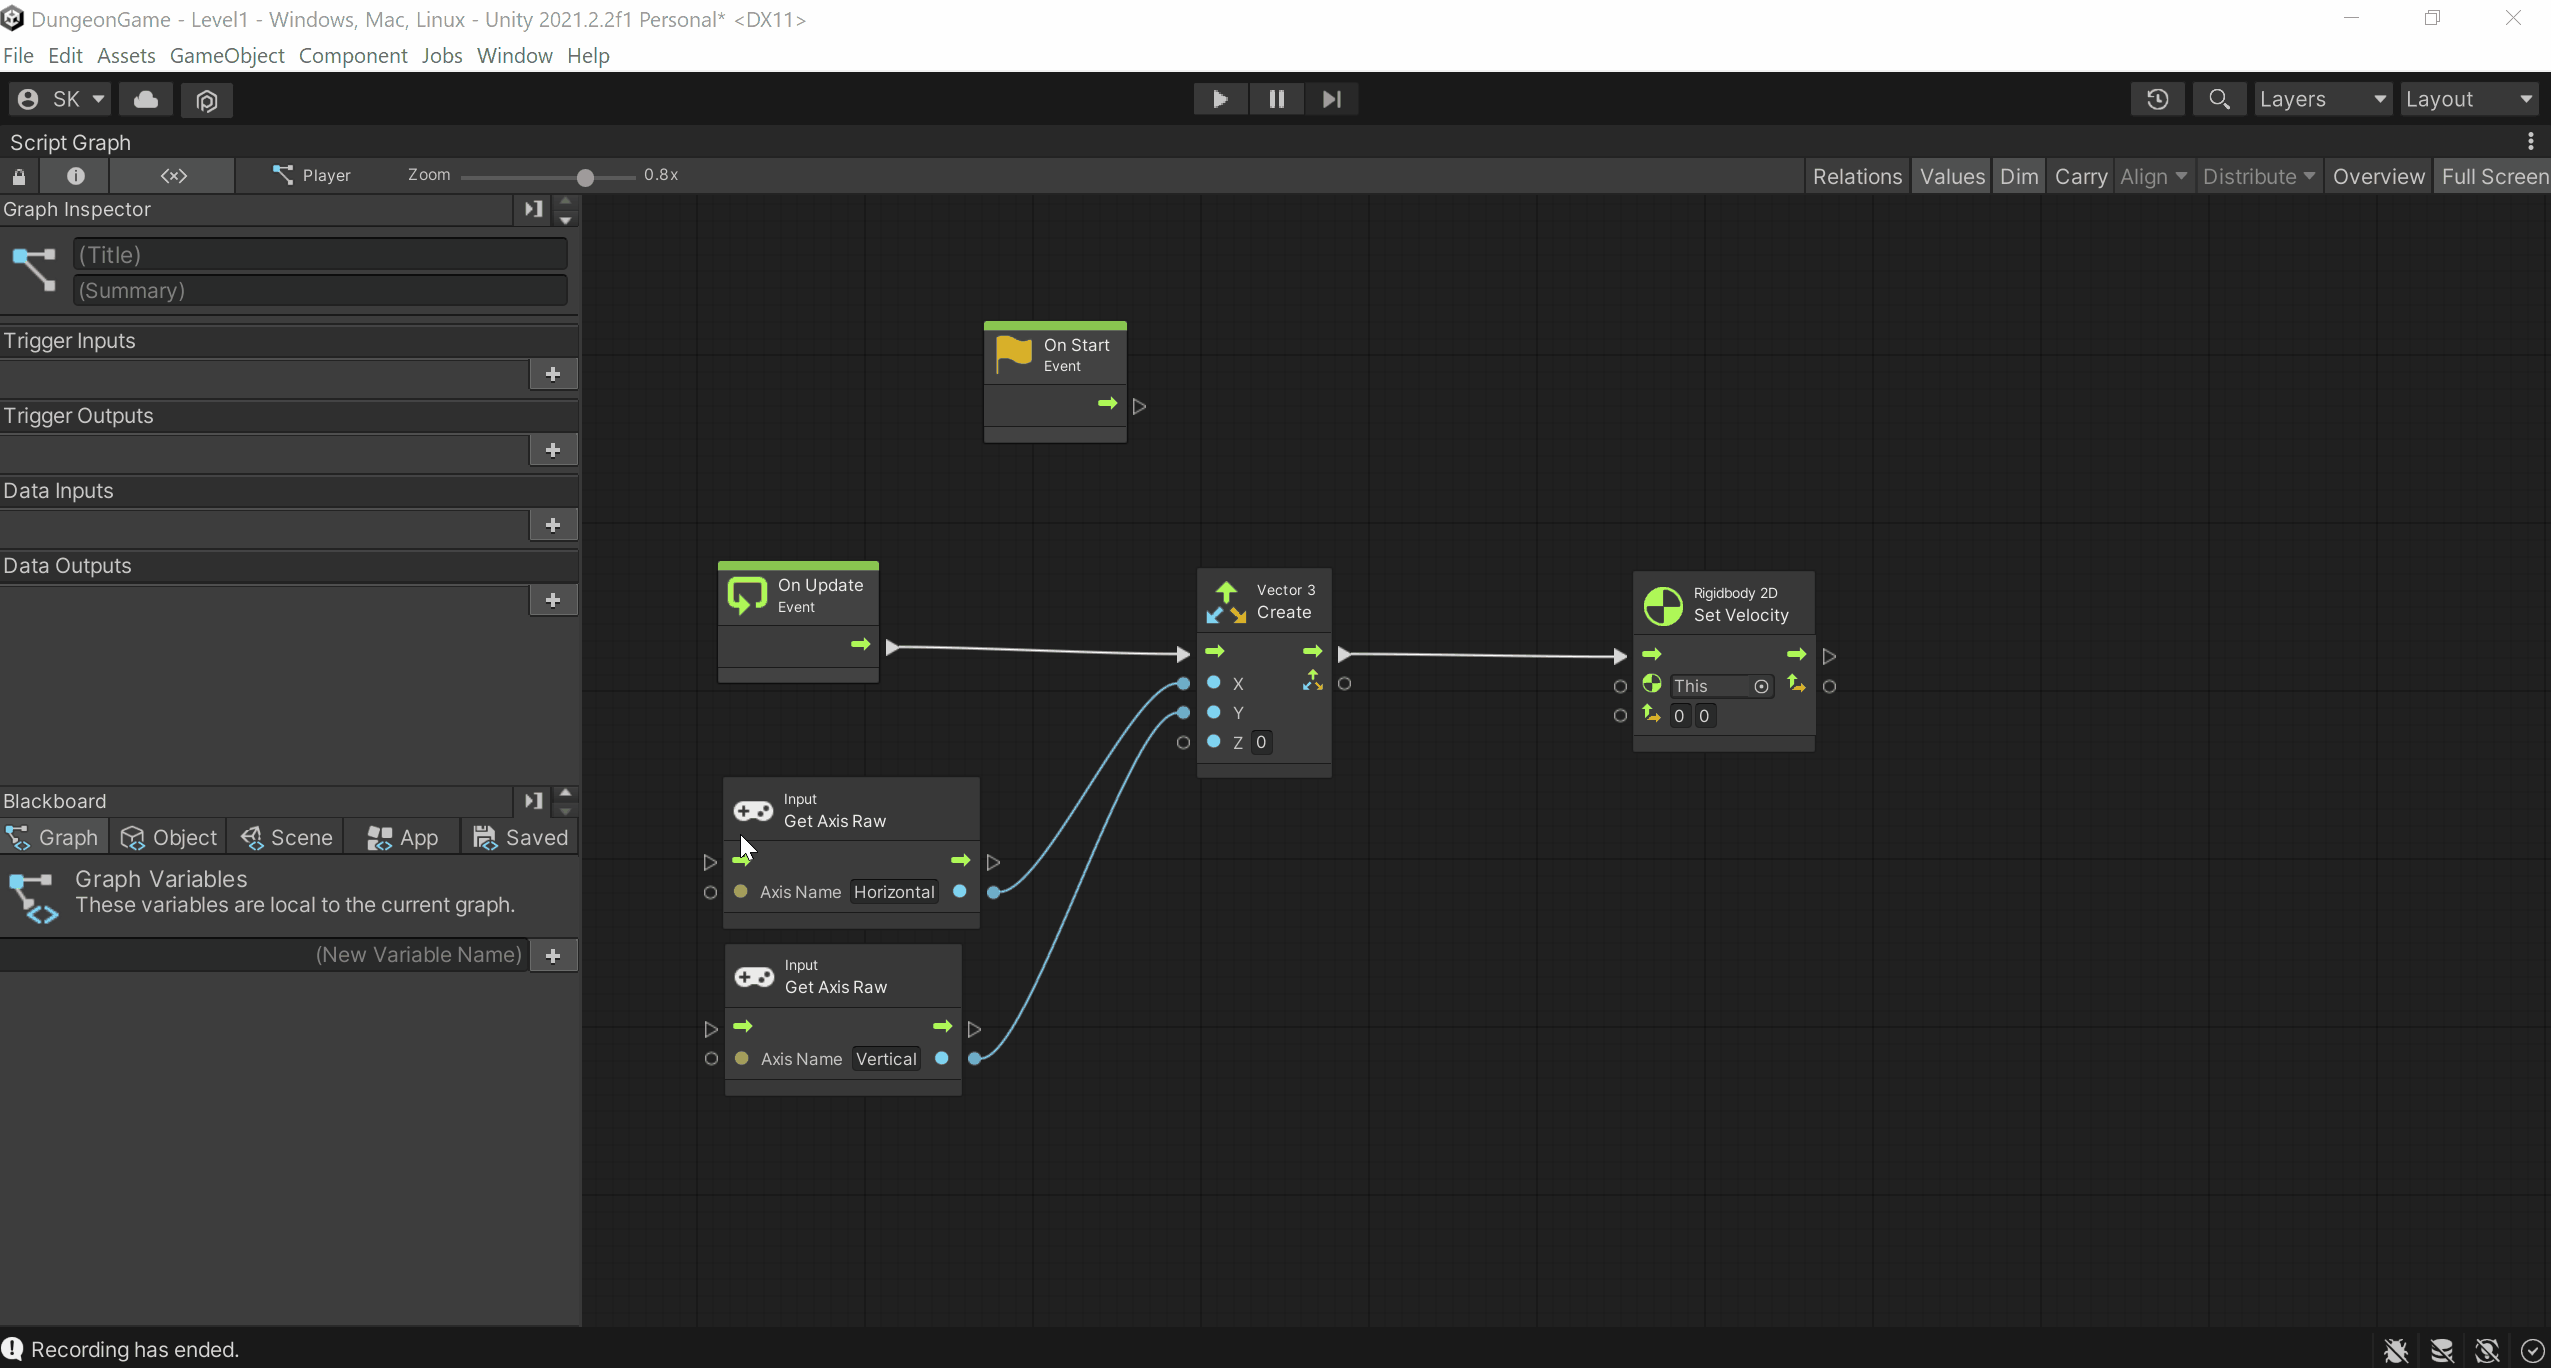 DungeonGame - Level1 - Windows, Mac, Linux - Unity 2021.2.2f1 Personal* <DX11>
File Edit Assets GameObject Component Jobs Window Help
SK Layers Layout
Script Graph
Player Zoom 0.8x Relations Values Dim Carry Align Distribute Overview Full Screen
Graph Inspector
(Title)
(Summary)
Trigger Inputs
Trigger Outputs
Data Inputs
Data Outputs
Blackboard
Graph Object Scene App Saved
Graph Variables
These variables are local to the current graph.
(New Variable Name)
On Start
Event
On Update
Event
Vector 3
Create
X
Y
Z 0
Rigidbody 2D
Set Velocity
This
0 0
Input
Get Axis Raw
Axis Name Horizontal
Input
Get Axis Raw
Axis Name Vertical
Recording has ended.